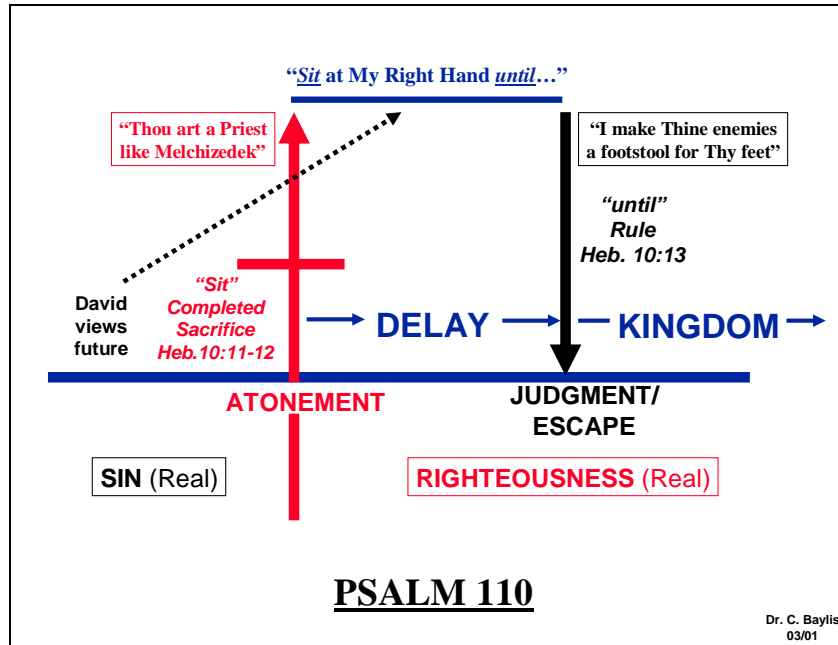 “Sit at My Right Hand until…”
“Thou art a Priest
like Melchizedek”
“I make Thine enemies
a footstool for Thy feet”
“until”
Rule
Heb. 10:13
David
views
future
“Sit”
Completed
Sacrifice
Heb.10:11-12
DELAY
KINGDOM
ATONEMENT
JUDGMENT/
ESCAPE
SIN (Real)
RIGHTEOUSNESS (Real)
PSALM 110
Dr. C. Baylis
03/01